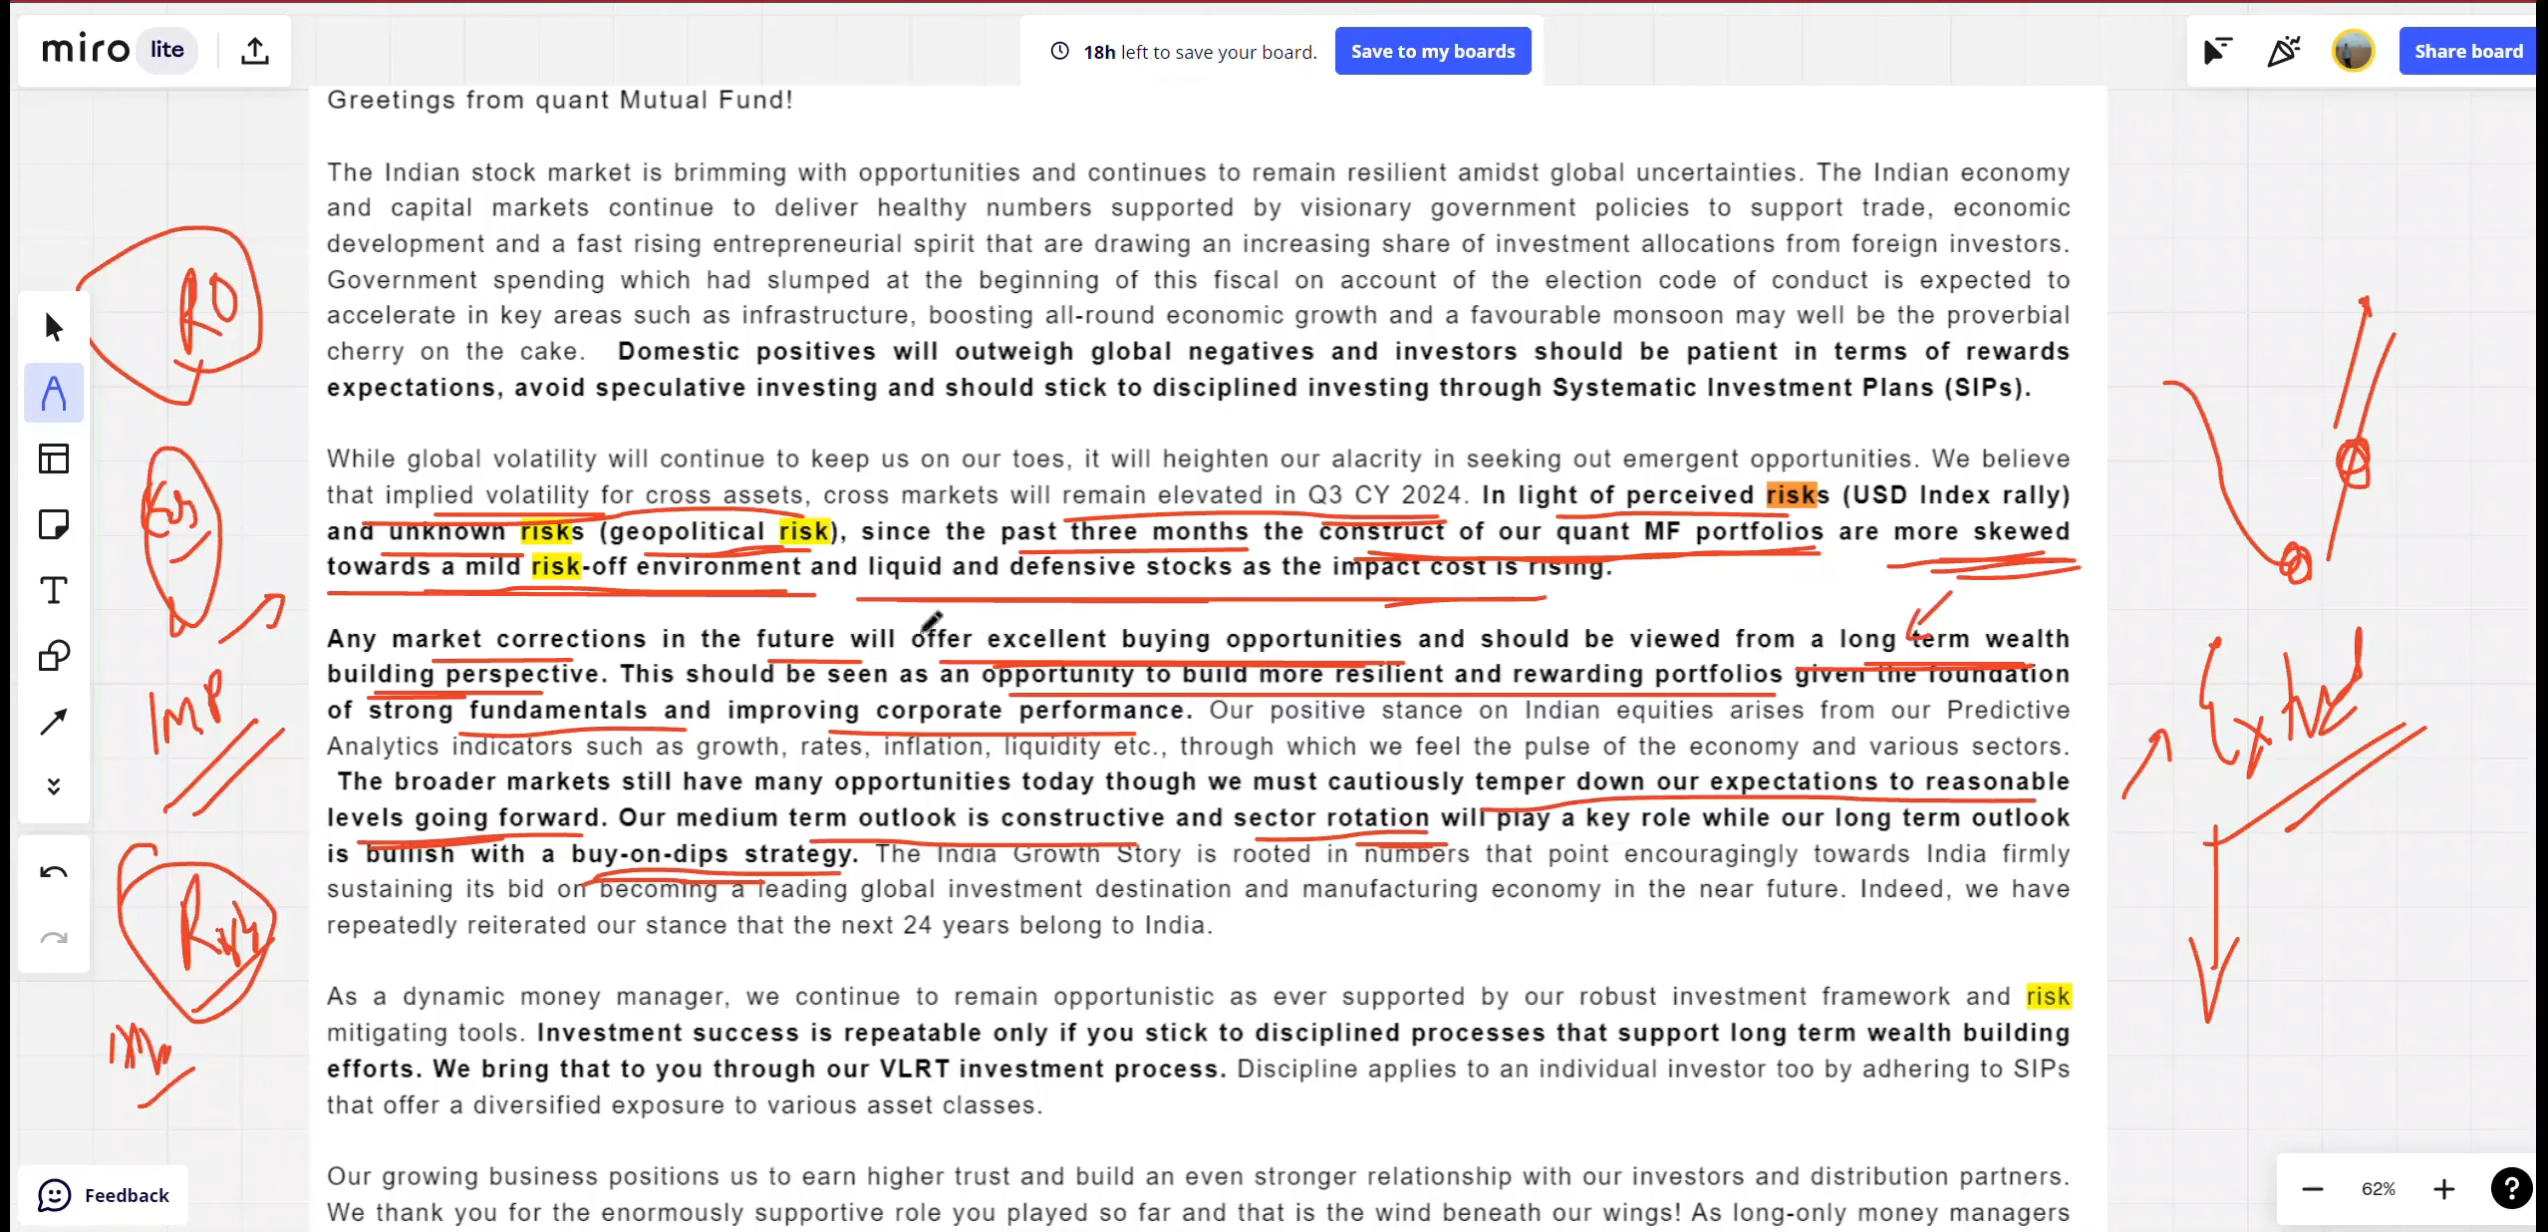 miro lite
18h left to save your board. Save to my boards
Share board
Greetings from quant Mutual Fund!
The Indian stock market is brimming with opportunities and continues to remain resilient amidst global uncertainties. The Indian economy
and capital markets continue to deliver healthy numbers supported by visionary government policies to support trade, economic
development and a fast rising entrepreneurial spirit that are drawing an increasing share of investment allocations from foreign investors.
Government spending which had slumped at the beginning of this fiscal on account of the election code of conduct is expected to
accelerate in key areas such as infrastructure, boosting all-round economic growth and a favourable monsoon may well be the proverbial
cherry on the cake. Domestic positives will outweigh global negatives and investors should be patient in terms of rewards
expectations, avoid speculative investing and should stick to disciplined investing through Systematic Investment Plans (SIPs).
While global volatility will continue to keep us on our toes, it will heighten our alacrity in seeking out emergent opportunities. We believe
that implied volatility for cross assets, cross markets will remain elevated in Q3 CY 2024. In light of perceived risks (USD Index rally)
and unknown risks (geopolitical risk), since the past three months the construct of our quant MF portfolios are more skewed
towards a mild risk-off environment and liquid and defensive stocks as the impact cost is rising.
Any market corrections in the future will offer excellent buying opportunities and should be viewed from a long term wealth
building perspective. This should be seen as an opportunity to build more resilient and rewarding portfolios given the foundation
of strong fundamentals and improving corporate performance. Our positive stance on Indian equities arises from our Predictive
Analytics indicators such as growth, rates, inflation, liquidity etc., through which we feel the pulse of the economy and various sectors.
The broader markets still have many opportunities today though we must cautiously temper down our expectations to reasonable
levels going forward. Our medium term outlook is constructive and sector rotation will play a key role while our long term outlook
is bullish with a buy-on-dips strategy. The India Growth Story is rooted in numbers that point encouragingly towards India firmly
sustaining its bid on becoming a leading global investment destination and manufacturing economy in the near future. Indeed, we have
repeatedly reiterated our stance that the next 24 years belong to India.
As a dynamic money manager, we continue to remain opportunistic as ever supported by our robust investment framework and risk
mitigating tools. Investment success is repeatable only if you stick to disciplined processes that support long term wealth building
efforts. We bring that to you through our VLRT investment process. Discipline applies to an individual investor too by adhering to SIPs
that offer a diversified exposure to various asset classes.
Our growing business positions us to earn higher trust and build an even stronger relationship with our investors and distribution partners.
We thank you for the enormously supportive role you played so far and that is the wind beneath our wings! As long-only money managers
RO
IMP
Feedback
62%